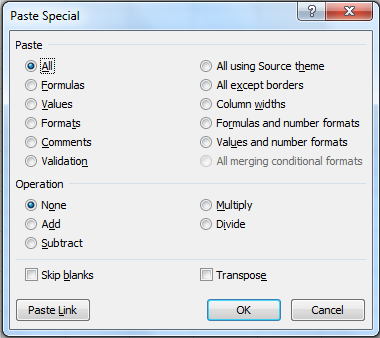 Paste Special
Paste
All
Formulas
Values
Formats
Comments
Validation
All using Source theme
All except borders
Column widths
Formulas and number formats
Values and number formats
All merging conditional formats
Operation
None
Add
Subtract
Multiply
Divide
Skip blanks
Transpose
Paste Link
OK
Cancel